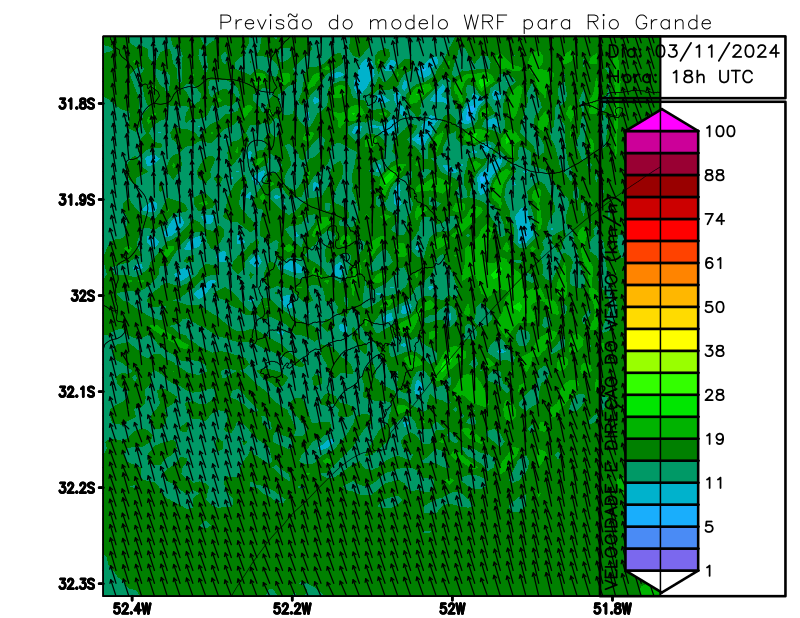 Previsão do modelo WRF para Rio Grande
Dia: 03/11/2024
Hora: 18h UTC
31.8S
31.9S
32S
32.1S
32.2S
32.3S
52.4W
52.2W
52W
51.8W
VELOCIDADE E DIREÇÃO DO VENTO (km/h)
100
88
74
61
50
38
28
19
11
5
1